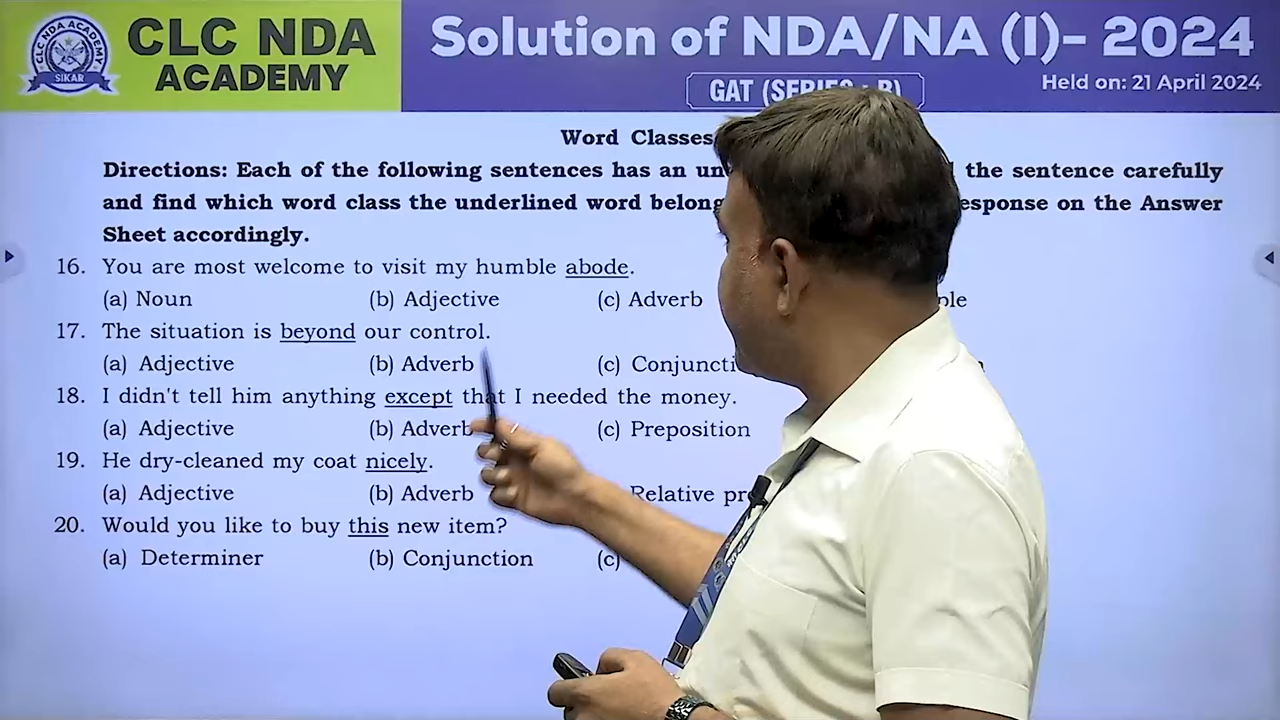 CLC NDA ACADEMY
SIKAR
CLC NDA
ACADEMY
Solution of NDA/NA (I)- 2024
GAT (SERIES : B)
Held on: 21 April 2024
Word Classes
Directions: Each of the following sentences has an the sentence carefully
and find which word class the underlined word on the Answer
Sheet accordingly.
16. You are most welcome to visit my humble abode.
(a) Noun (b) Adjective (c) Adverb
17. The situation is beyond our control.
(a) Adjective (b) Adverb (c)
18. I didn't tell him anything except that I needed the money.
(a) Adjective (b) Adverb (c) Preposition
19. He dry-cleaned my coat nicely.
(a) Adjective (b) Adverb Relative
20. Would you like to buy this new item?
(a) Determiner (b) Conjunction (c)